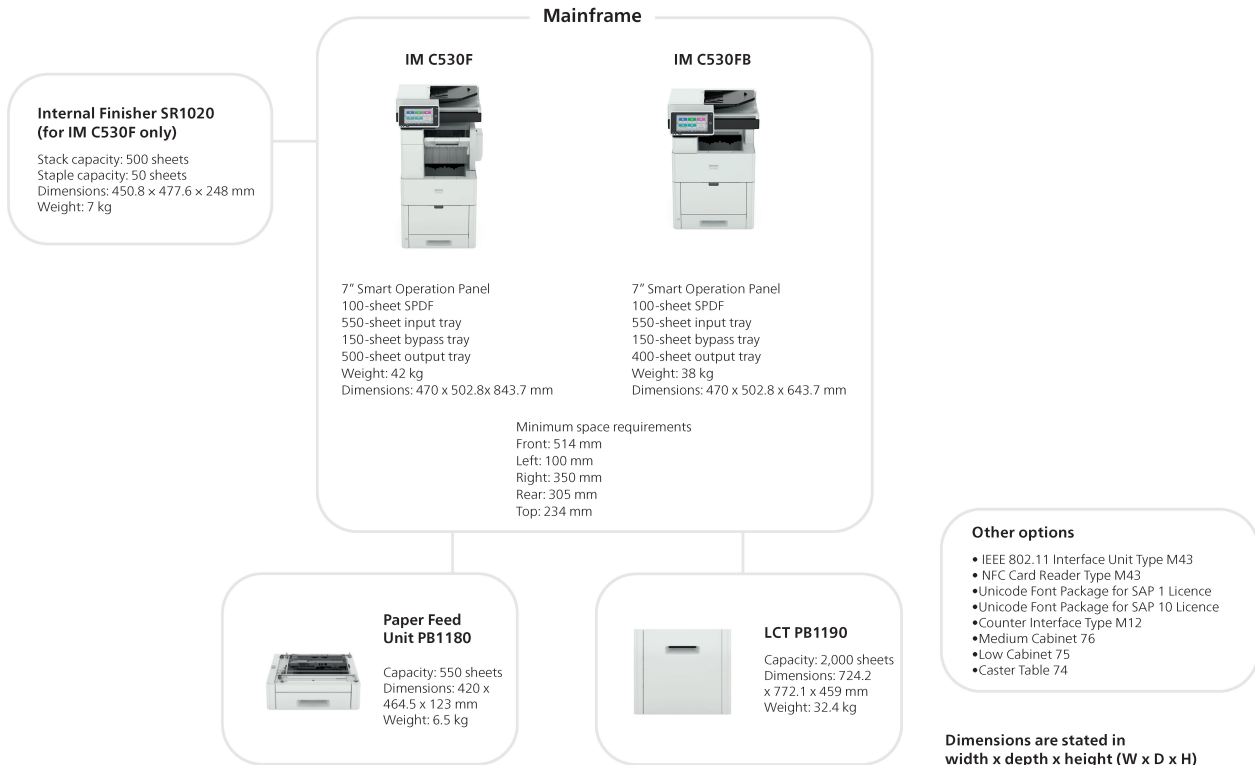 Mainframe
IM C530F
IM C530FB
Internal Finisher SR1020
(for IM C530F only)
Stack capacity: 500 sheets
Staple capacity: 50 sheets
Dimensions: 450.8 x 477.6 x 248 mm
Weight: 7 kg
7" Smart Operation Panel
100-sheet SPDF
550-sheet input tray
150-sheet bypass tray
500-sheet output tray
Weight: 42 kg
Dimensions: 470 x 502.8x 843.7 mm
7" Smart Operation Panel
100-sheet SPDF
550-sheet input tray
150-sheet bypass tray
400-sheet output tray
Weight: 38 kg
Dimensions: 470 x 502.8 x 643.7 mm
Minimum space requirements
Front: 514 mm
Left: 100 mm
Right: 350 mm
Rear: 305 mm
Top: 234 mm
Paper Feed
Unit PB1180
Capacity: 550 sheets
Dimensions: 420 x
464.5 x 123 mm
Weight: 6.5 kg
LCT PB1190
Capacity: 2,000 sheets
Dimensions: 724.2
x 772.1 x 459 mm
Weight: 32.4 kg
Other options
• IEEE 802.11 Interface Unit Type M43
• NFC Card Reader Type M43
•Unicode Font Package for SAP 1 Licence
•Unicode Font Package for SAP 10 Licence
•Counter Interface Type M12
•Medium Cabinet 76
•Low Cabinet 75
•Caster Table 74
Dimensions are stated in
width x depth x height (W x D x H)